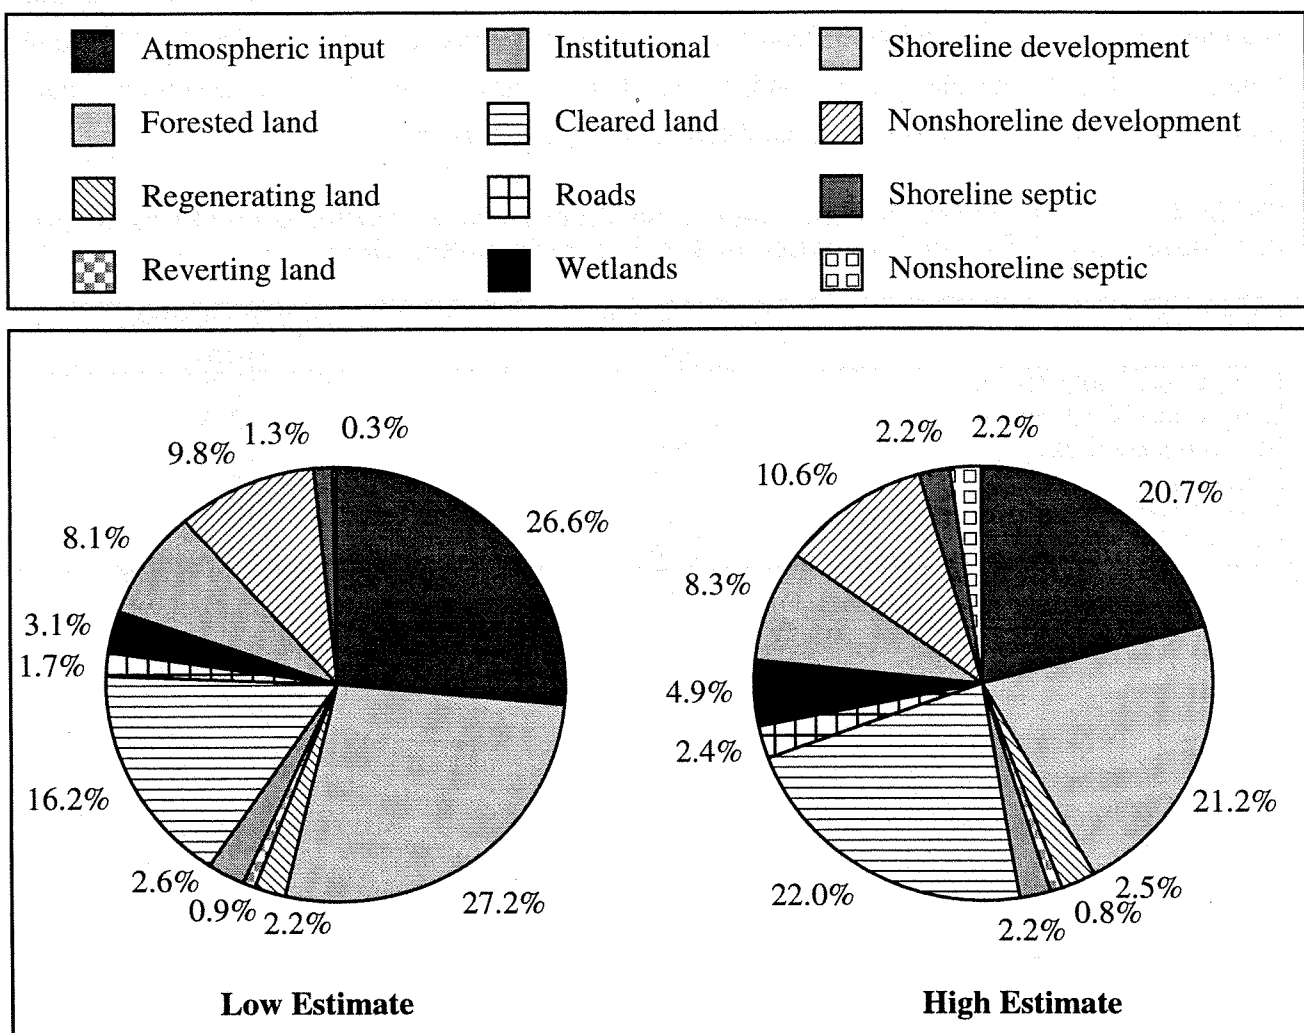 Atmospheric input
Institutional
Shoreline development
Forested land
Cleared land
Nonshoreline development
Regenerating land
Roads
Shoreline septic
Reverting land
Wetlands
Nonshoreline septic
1.3%
0.3%
9.8%
26.6%
8.1%
3.1%
1.7%
16.2%
2.6%
0.9%
2.2%
27.2%
Low Estimate
2.2%
2.2%
10.6%
20.7%
8.3%
4.9%
2.4%
22.0%
2.2%
0.8%
2.5%
21.2%
High Estimate